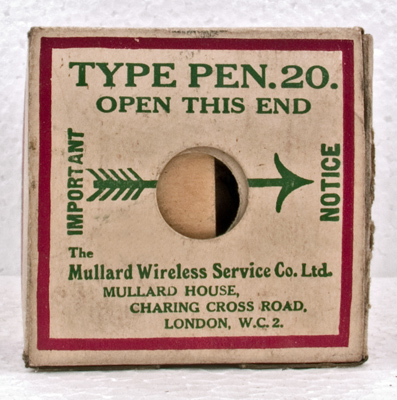 TYPE PEN.20.
OPEN THIS END
IMPORTANT
NOTICE
The
Mullard Wireless Service Co. Ltd.
MULLARD HOUSE,
CHARING CROSS ROAD,
LONDON, W.C.2.